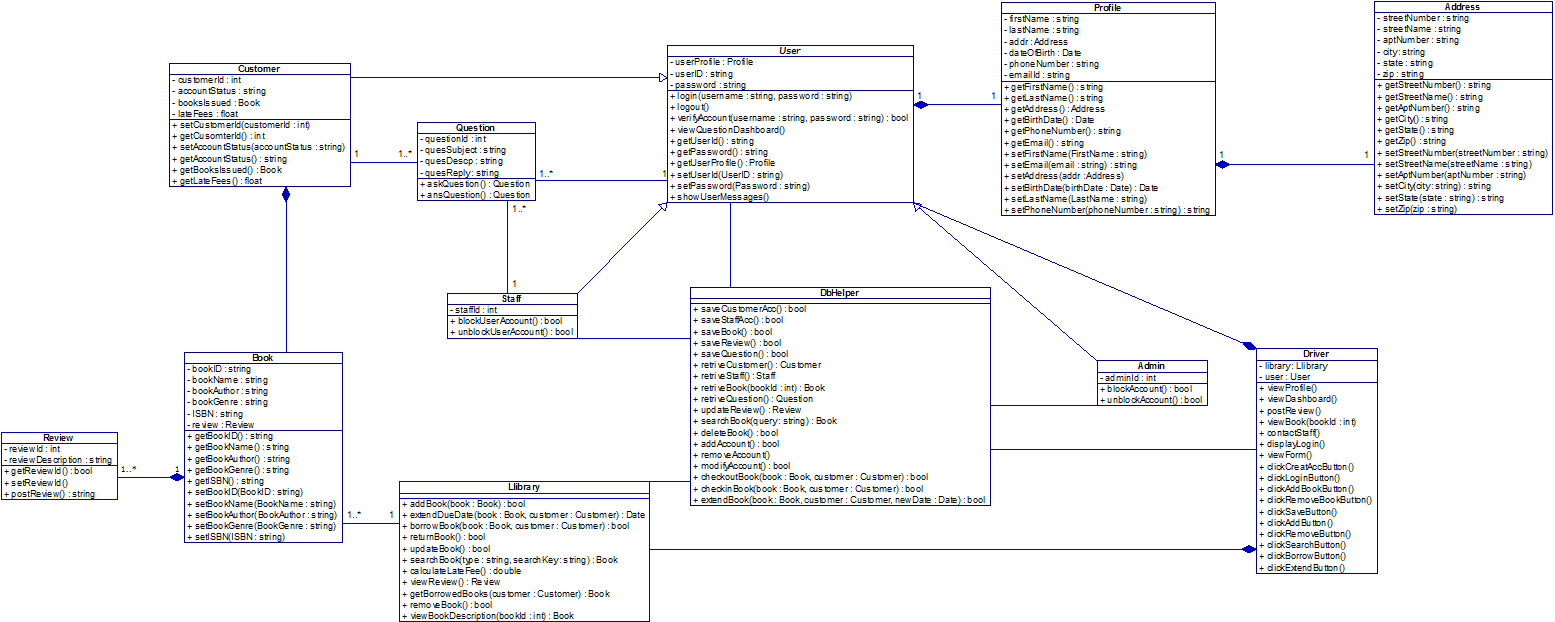 Profile
- firstName : string
- lastName : string
- addr : Address
- dateOfBirth : Date
- phoneNumber : string
- emailId : string
+ getFirstName() : string
+ getLastName() : string
+ getAddress() : Address
+ getBirthDate() : Date
+ getPhoneNumber() : string
+ getEmail() : string
+ setFirstName(FirstName : string)
+ setEmail(email : string) : string
+ setAddress(addr : Address)
+ setBirthDate(birthDate : Date) : Date
+ setLastName(LastName : string)
+ setPhoneNumber(phoneNumber : string) : string
Address
- streetNumber : string
- streetName : string
- aptNumber : string
- city: string
- state : string
- zip : string
+ getStreetNumber() : string
+ getStreetName() : string
+ getAptNumber() : string
+ getCity() : string
+ getState() : string
+ getZip() : string
+ setStreetNumber(streetNumber : string)
+ setStreetName(streetName : string)
+ setAptNumber(aptNumber : string)
+ setCity(city: string) : string
+ setState(state : string) : string
+ setZip(zip : string)
User
- userProfile : Profile
- userID : string
- password : string
+ login(username : string, password : string)
+ logout()
+ verifyAccount(username : string, password : string) : bool
+ viewQuestionDashboard()
+ getUserId() : string
+ getPassword() : string
+ getUserProfile() : Profile
+ setUserId(UserID : string)
+ setPassword(Password : string)
+ showUserMessages()
Customer
- customerId : int
- accountStatus : string
- booksIssued : Book
- lateFees : float
+ setCustomerId(customerId : int)
+ getCusomterId() : int
+ setAccountStatus(accountStatus : string)
+ getAccountStatus() : string
+ getBooksIssued() : Book
+ getLateFees() : float
Question
- questionId : int
- quesSubject : string
- quesDescp : string
- quesReply: string
+ askQuestion() : Question
+ ansQuestion() : Question
1
1
1
1
1
1..*
1..*
1
1..*
1
Staff
- staffId : int
+ blockUserAccount() : bool
+ unblockUserAccount() : bool
DbHelper
+ saveCustomerAcc() : bool
+ saveStaffAcc() : bool
+ saveBook() : bool
+ saveReview() : bool
+ saveQuestion() : bool
+ retriveCustomer() : Customer
+ retriveStaff() : Staff
+ retriveBook(bookId : int) : Book
+ retriveQuestion() : Question
+ updateReview() : Review
+ searchBook(query: string) : Book
+ deleteBook() : bool
+ addAccount() : bool
+ removeAccount()
+ modifyAccount() : bool
+ checkoutBook(book : Book, customer : Customer) : bool
+ checkinBook(book : Book, customer : Customer) : bool
+ extendBook(book : Book, customer : Customer, newDate : Date) : bool
Admin
- adminId : int
+ blockAccount() : bool
+ unblockAccount() : bool
Driver
- library: Llibrary
- user : User
+ viewProfile()
+ viewDashboard()
+ postReview()
+ viewBook(bookId : int)
+ contactStaff()
+ displayLogin()
+ viewForm()
+ clickCreatAccButton()
+ clickLoginButton()
+ clickAddBookButton()
+ clickRemoveBookButton()
+ clickSaveButton()
+ clickAddButton()
+ clickRemoveButton()
+ clickSearchButton()
+ clickBorrowButton()
+ clickExtendButton()
Book
- bookID : string
- bookName : string
- bookAuthor : string
- bookGenre : string
- ISBN : string
- review : Review
+ getBookID() : string
+ getBookName() : string
+ getBookAuthor() : string
+ getBookGenre() : string
+ getISBN() : string
+ setBookID(BookID : string)
+ setBookName(BookName : string)
+ setBookAuthor(BookAuthor : string)
+ setBookGenre(BookGenre : string)
+ setISBN(ISBN : string)
Review
- reviewId : int
- reviewDescription : string
+ getReviewId() : bool
+ setReviewId()
+ postReview() : string
1..*
1
1..*
1
Llibrary
+ addBook(book : Book) : bool
+ extendDueDate(book : Book, customer : Customer) : Date
+ borrowBook(book : Book, customer : Customer) : bool
+ returnBook() : bool
+ updateBook() : bool
+ searchBook(type : string, searchKey: string) : Book
+ calculateLateFee() : double
+ viewReview() : Review
+ getBorrowedBooks(customer : Customer) : Book
+ removeBook() : bool
+ viewBookDescription(bookId : int) : Book